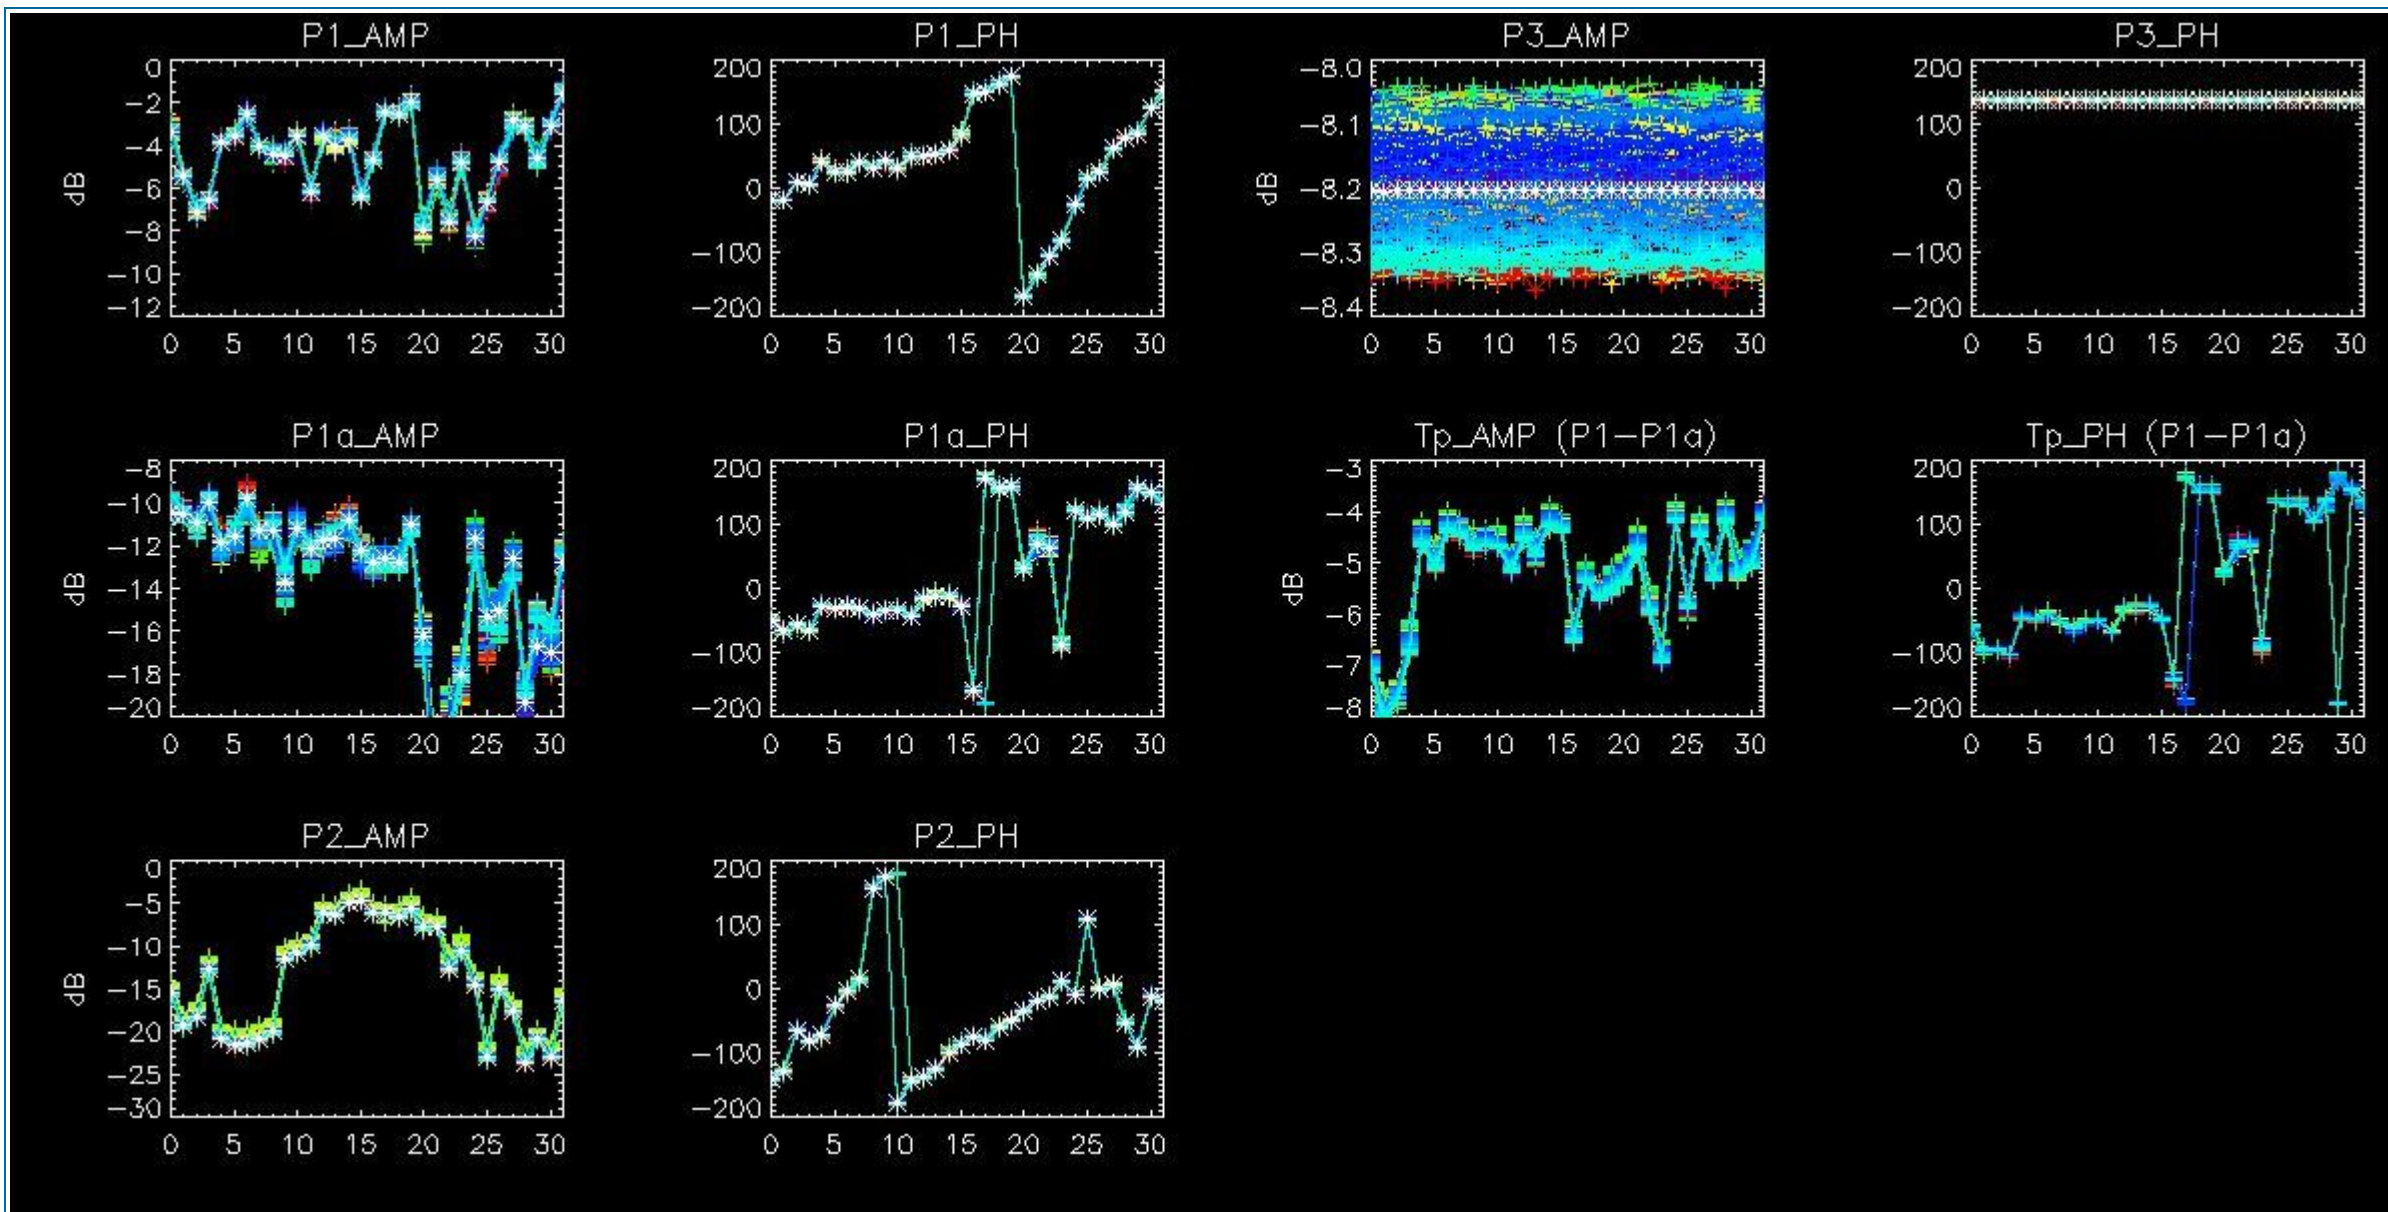 P1_AMP
0
−2
−4
−6
−8
−10
−12
dB
0 5 10 15 20 25 30
P1_PH
200
100
0
−100
−200
0 5 10 15 20 25 30
P3_AMP
−8.0
−8.1
−8.2
−8.3
−8.4
dB
0 5 10 15 20 25 30
P3_PH
200
100
0
−100
−200
0 5 10 15 20 25 30
P1a_AMP
−8
−10
−12
−14
−16
−18
−20
dB
0 5 10 15 20 25 30
P1a_PH
200
100
0
−100
−200
0 5 10 15 20 25 30
Tp_AMP (P1−P1a)
−3
−4
−5
−6
−7
−8
dB
0 5 10 15 20 25 30
Tp_PH (P1−P1a)
200
100
0
−100
−200
0 5 10 15 20 25 30
P2_AMP
0
−5
−10
−15
−20
−25
−30
dB
0 5 10 15 20 25 30
P2_PH
200
100
0
−100
−200
0 5 10 15 20 25 30